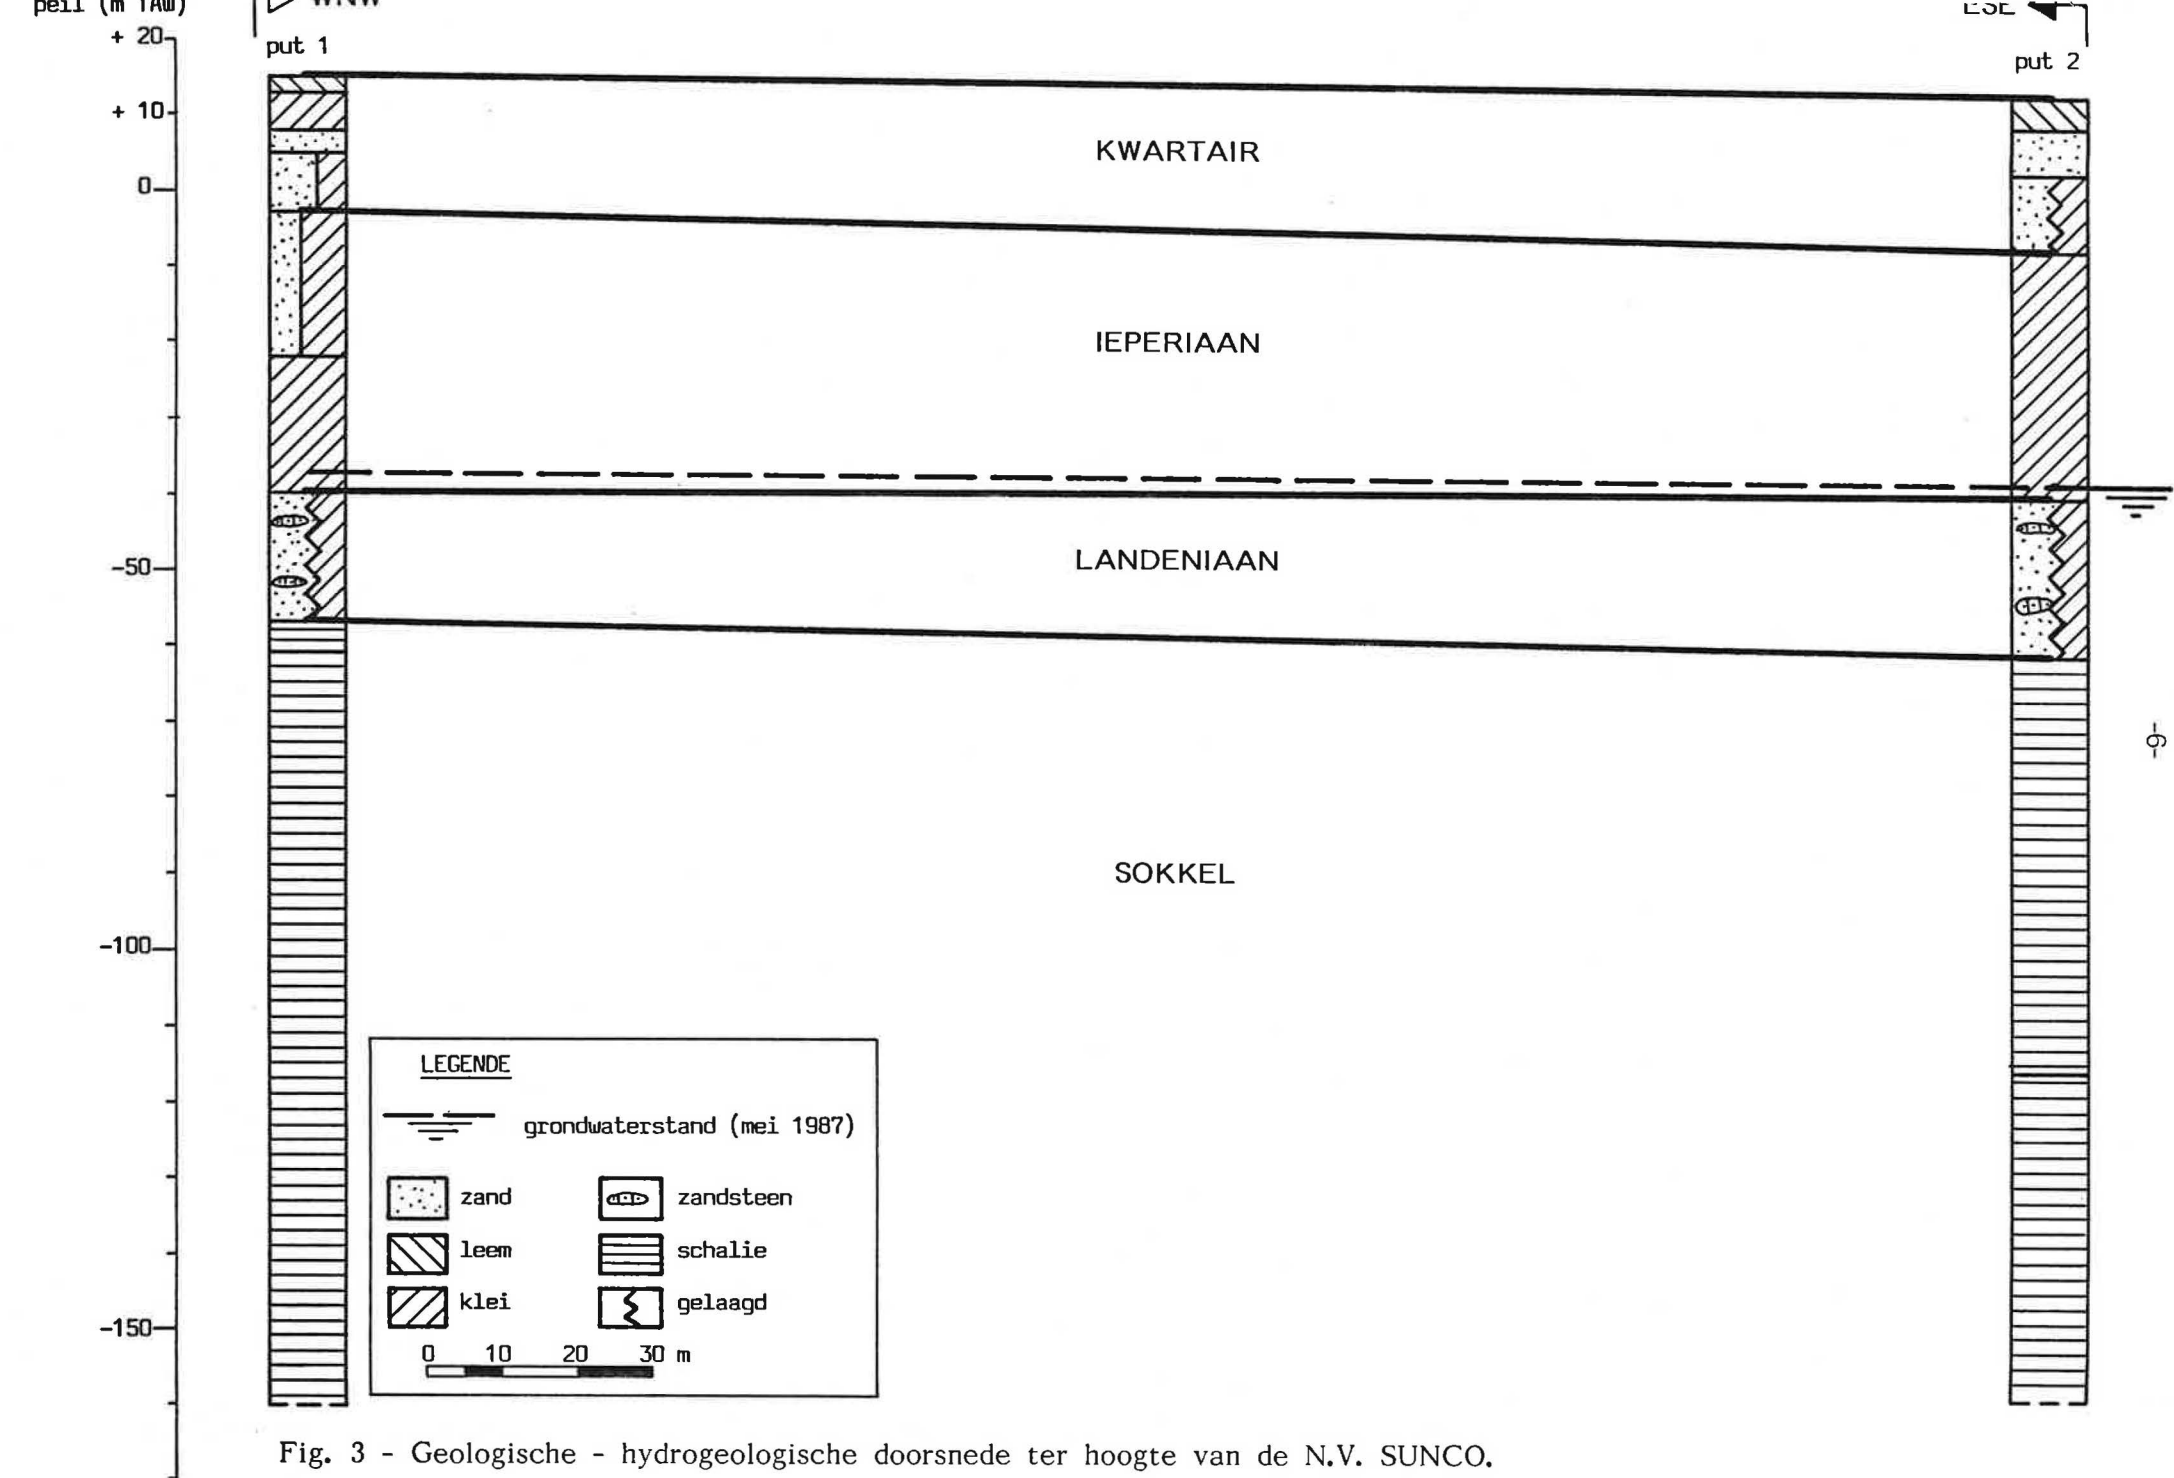 peil (m TAW)
WNW
ESE
+ 20
put 1
put 2
+ 10
KWARTAIR
0
IEPERIAAN
-50
LANDENIAAN
-9-
SOKKEL
-100
LEGENDE
grondwaterstand (mei 1987)
zand
zandsteen
leem
schalie
klei
gelaagd
-150
0 10 20 30 m
Fig. 3 - Geologische - hydrogeologische doorsnede ter hoogte van de N.V. SUNCO.